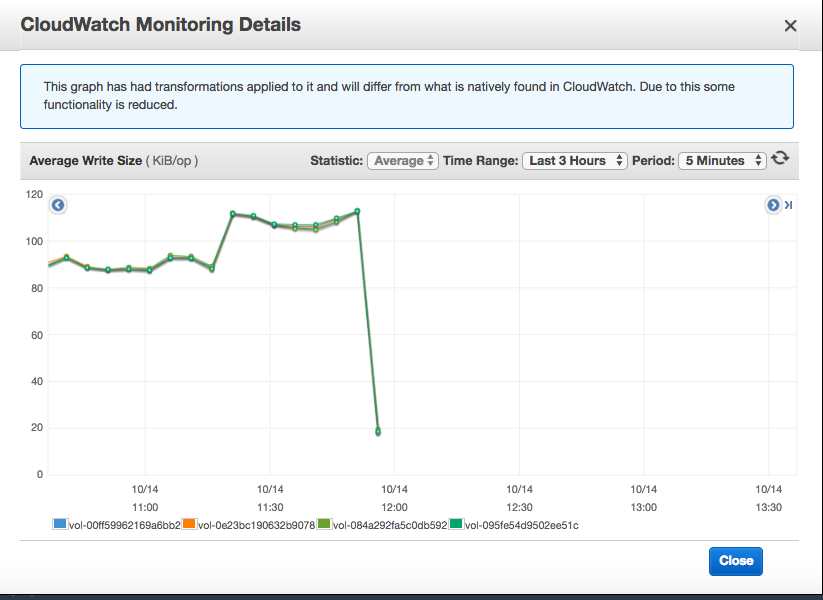 CloudWatch Monitoring Details
This graph has had transformations applied to it and will differ from what is natively found in CloudWatch. Due to this some
functionality is reduced.
Average Write Size ( KiB/op ) Statistic: Average Time Range: Last 3 Hours Period: 5 Minutes
120
100
80
60
40
20
0
10/14 10/14 10/14 10/14 10/14 10/14
11:00 11:30 12:00 12:30 13:00 13:30
vol-00ff59962169a6bb2 vol-0e23bc190632b9078 vol-084a292fa5c0db592 vol-095fe54d9502ee51c
Close